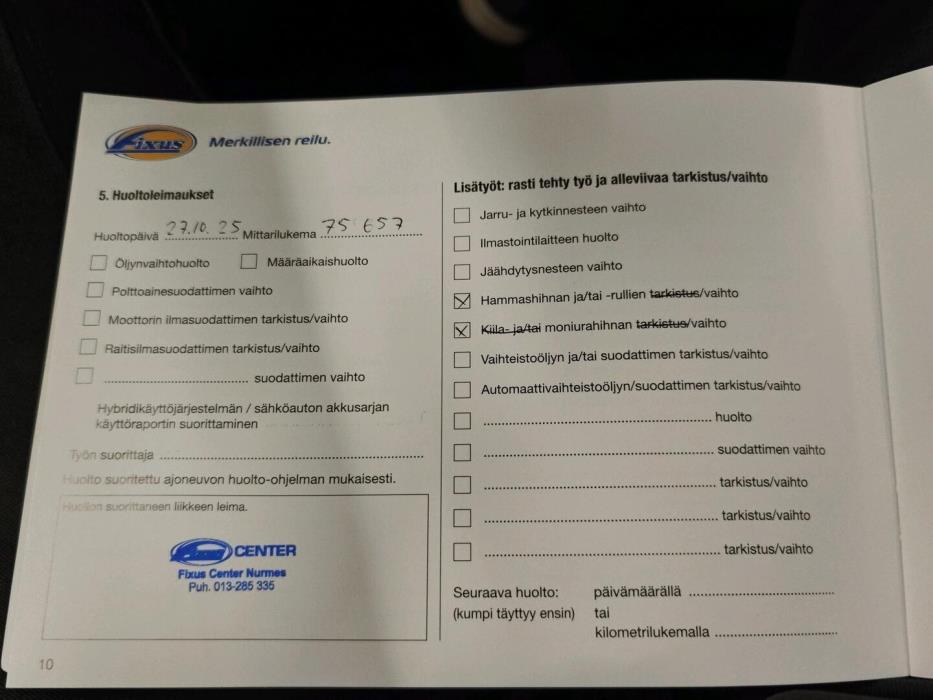 Fixus Merkillisen reilu.
5. Huoltoleimaukset
Huoltopäivä 27.10.25 Mittarilukema 75 657
Öljynvaihtohuolto Määräaikaishuolto
Polttoainesuodattimen vaihto
Moottorin ilmasuodattimen tarkistus/vaihto
Raitisilmasuodattimen tarkistus/vaihto
.................................... suodattimen vaihto
Hybridikäyttöjärjestelmän / sähköauton akkusarjan
käyttöraportin suorittaminen
Työn suorittaja ..................................................................
Huolto suoritettu ajoneuvon huolto-ohjelman mukaisesti.
Huollon suorittaneen liikkeen leima.
Fixus CENTER
Fixus Center Nurmes
Puh. 013-285 335
10
Lisätyöt: rasti tehty työ ja alleviivaa tarkistus/vaihto
Jarru- ja kytkinnesteen vaihto
Ilmastointilaitteen huolto
Jäähdytysnesteen vaihto
Hammashihnan ja/tai -rullien tarkistus/vaihto
Kiila- ja/tai moniurahihnan tarkistus/vaihto
Vaihteistoöljyn ja/tai suodattimen tarkistus/vaihto
Automaattivaihteistoöljyn/suodattimen tarkistus/vaihto
......................................................... huolto
......................................................... suodattimen vaihto
......................................................... tarkistus/vaihto
......................................................... tarkistus/vaihto
......................................................... tarkistus/vaihto
Seuraava huolto: päivämäärällä ....................................
(kumpi täyttyy ensin) tai
kilometrilukemalla ..............................